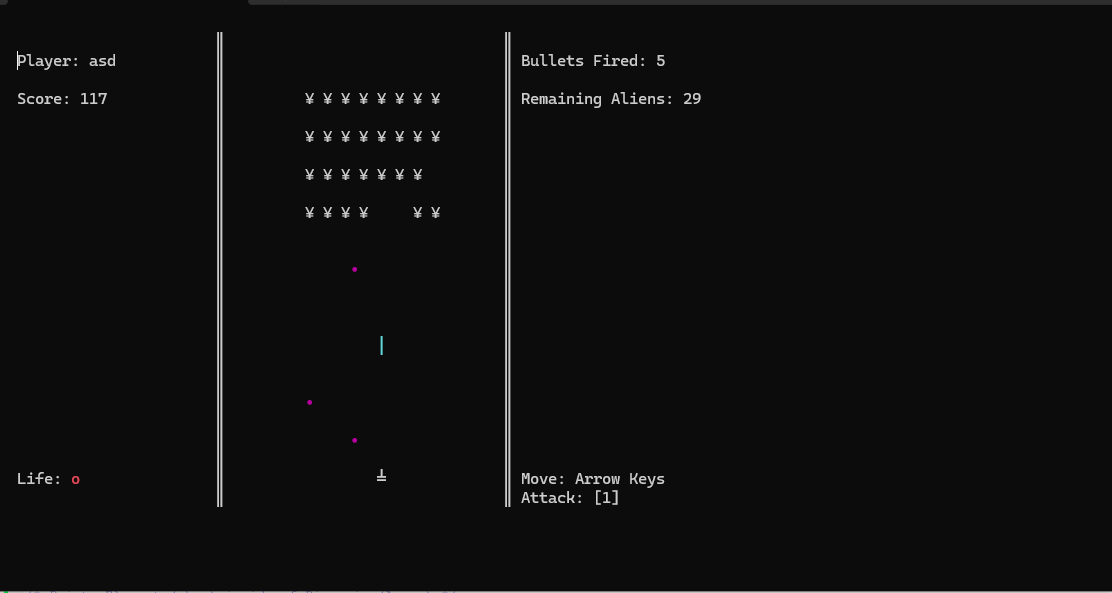 Player: asd
Score: 117
Bullets Fired: 5
Remaining Aliens: 29
¥ ¥ ¥ ¥ ¥ ¥ ¥ ¥
¥ ¥ ¥ ¥ ¥ ¥ ¥ ¥
¥ ¥ ¥ ¥ ¥ ¥ ¥
¥ ¥ ¥ ¥ ¥ ¥
Life: o
Move: Arrow Keys
Attack: [1]